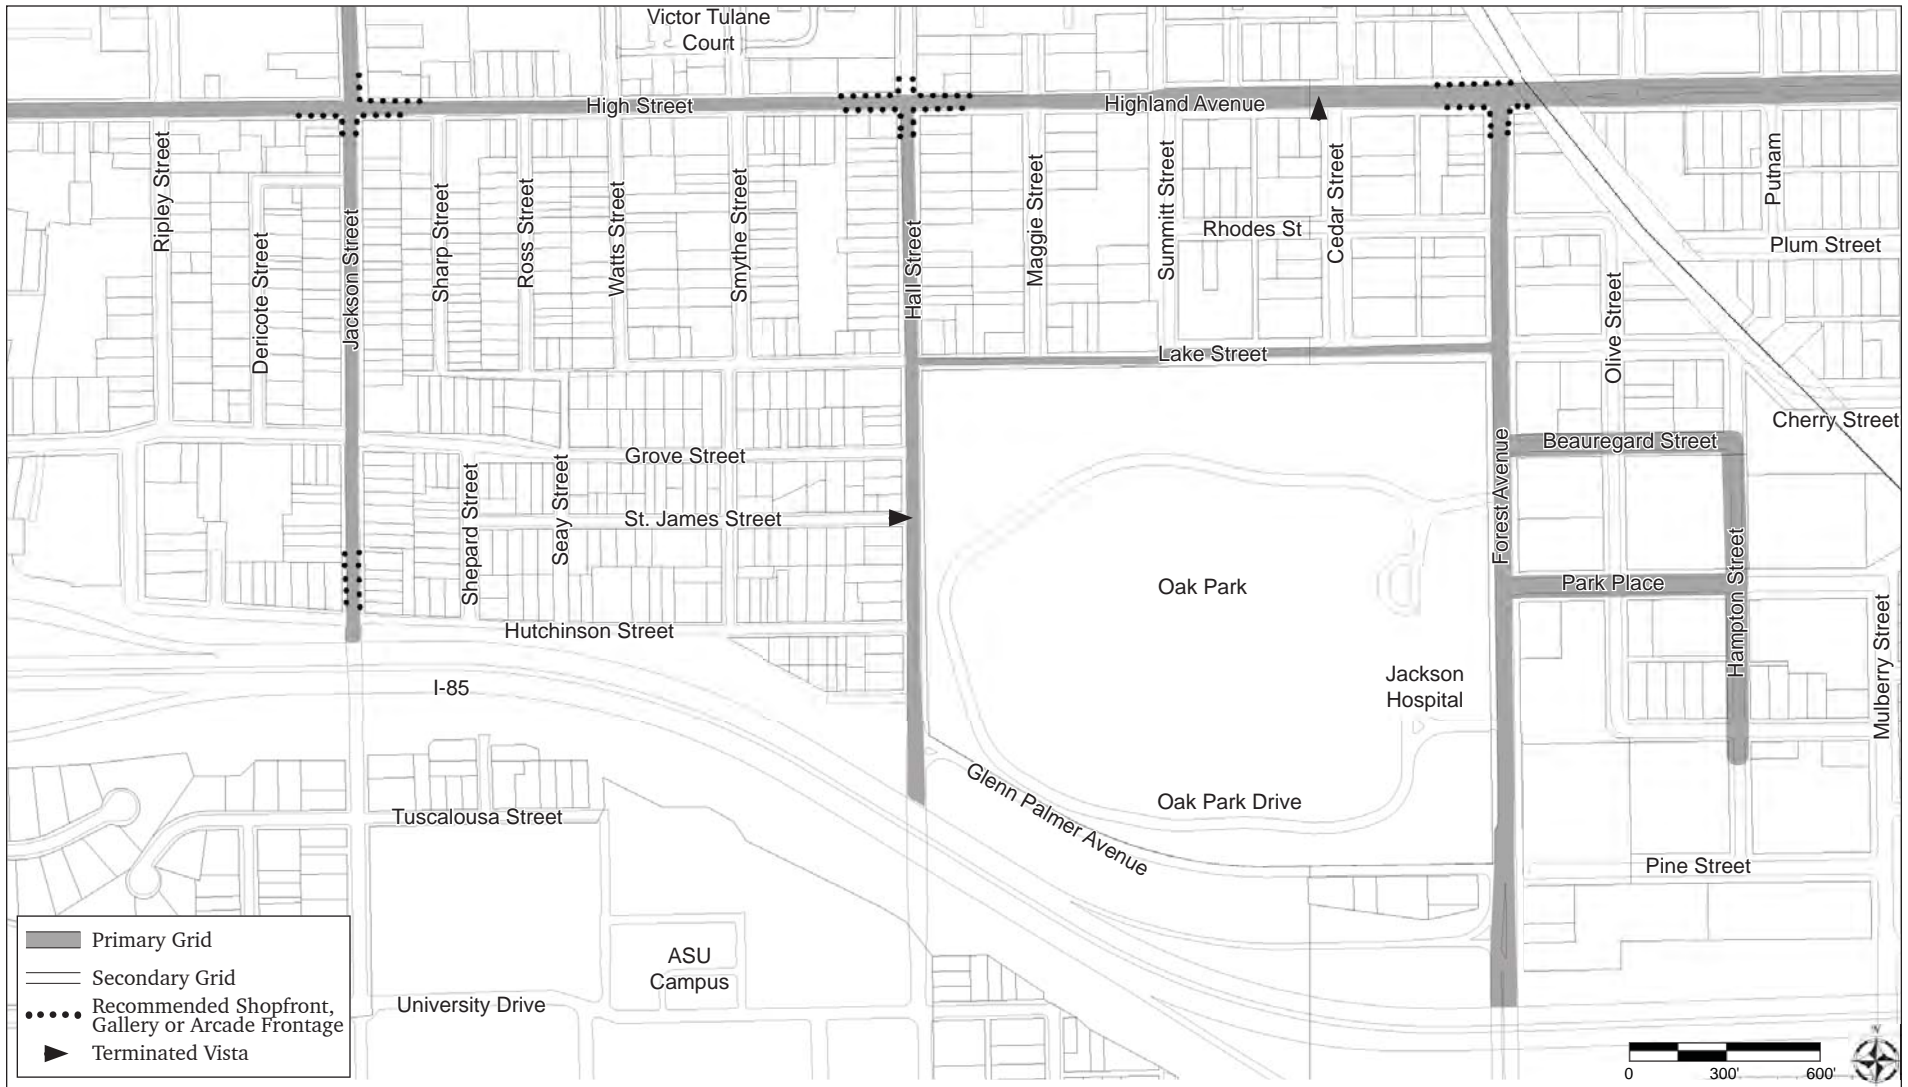 Victor Tulane
Court
High Street
Highland Avenue
Ripley Street
Dericote Street
Jackson Street
Sharp Street
Ross Street
Watts Street
Smythe Street
Hall Street
Maggie Street
Summitt Street
Rhodes St
Cedar Street
Putnam
Plum Street
Olive Street
Lake Street
Cherry Street
Beauregard Street
Forest Avenue
Grove Street
Shepard Street
Seay Street
St. James Street
Oak Park
Park Place
Hampton Street
Mulberry Street
Hutchinson Street
I-85
Jackson
Hospital
Glenn Palmer Avenue
Oak Park Drive
Tuscalousa Street
Pine Street
ASU
Campus
University Drive
Primary Grid
Secondary Grid
Recommended Shopfront,
Gallery or Arcade Frontage
Terminated Vista
N
0 300' 600'